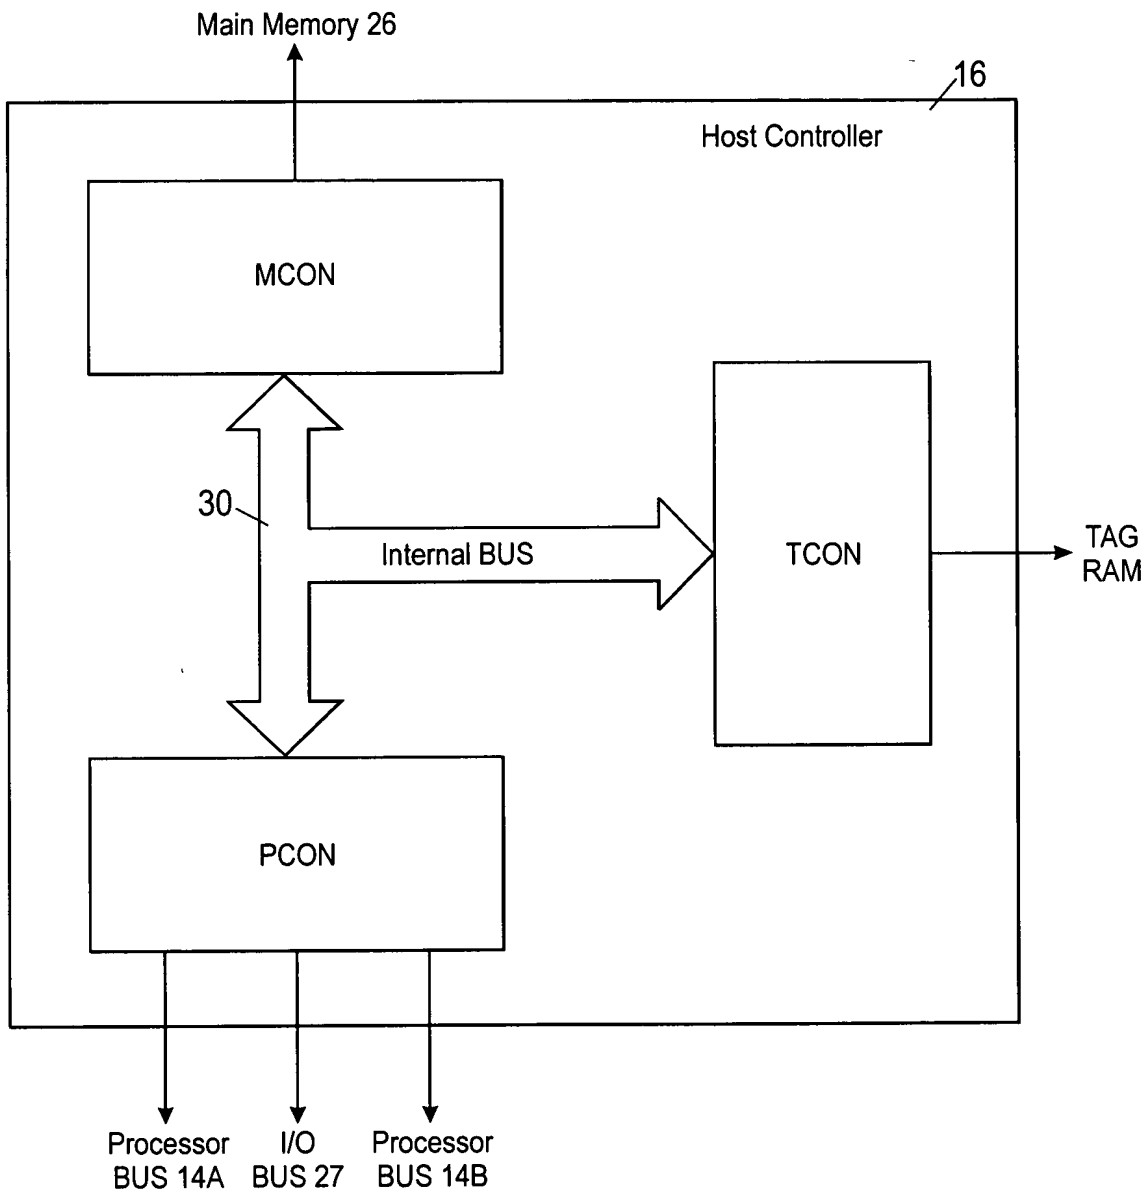 Main Memory 26
16
Host Controller
MCON
30
Internal BUS
TCON
TAG
RAM
PCON
Processor
BUS 14A
I/O
BUS 27
Processor
BUS 14B